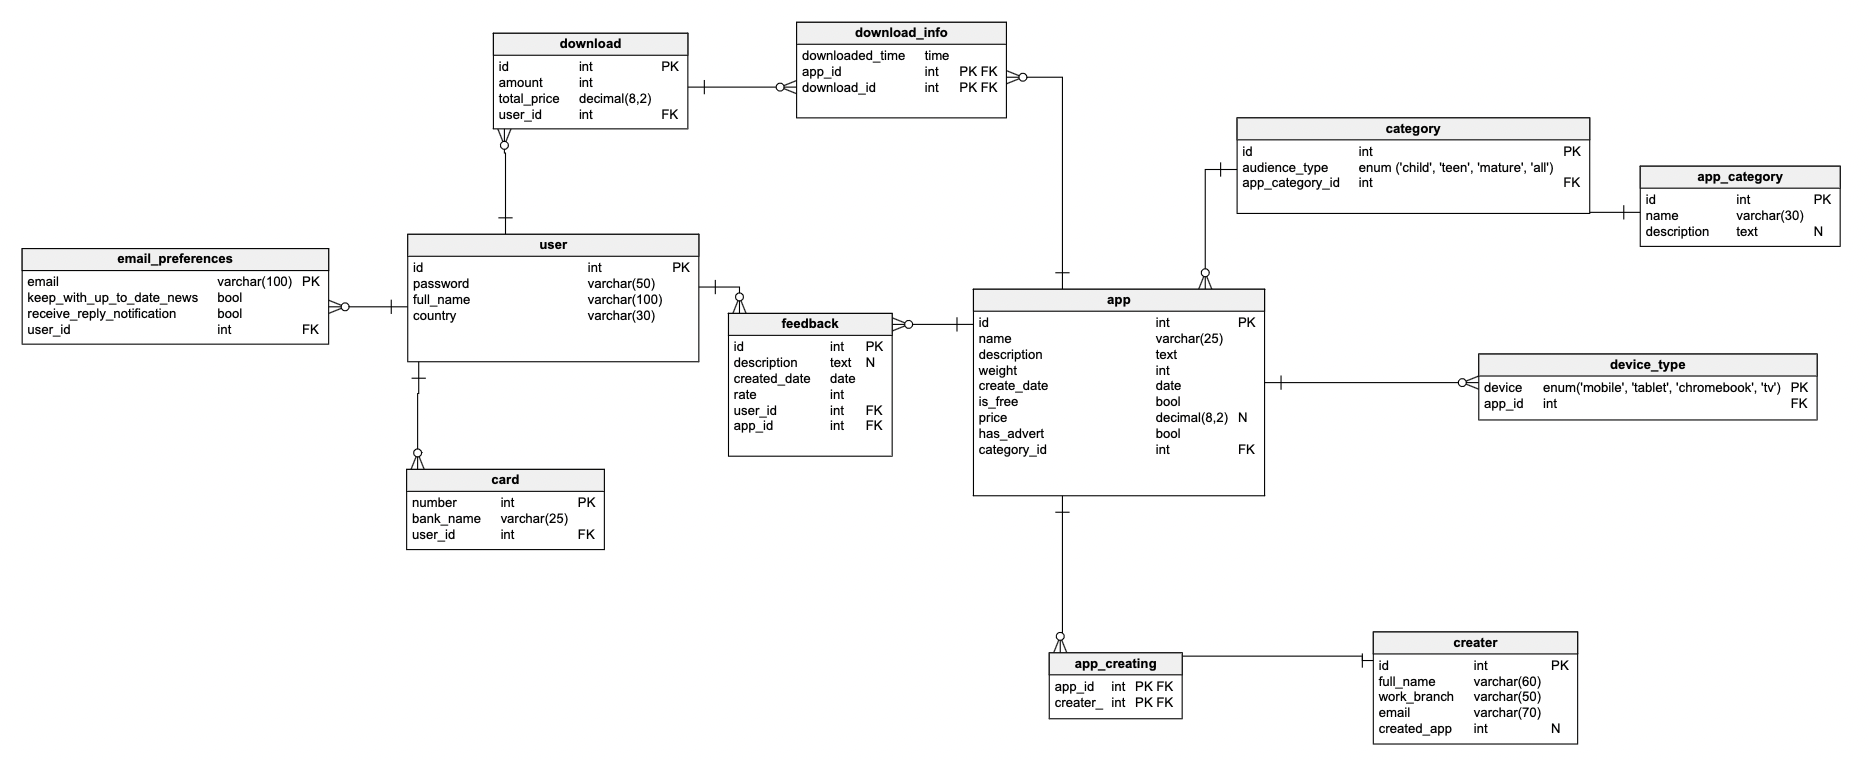 download
id int PK
amount int
total_price decimal(8,2)
user_id int FK
download_info
downloaded_time time
app_id int PK FK
download_id int PK FK
category
id int PK
audience_type enum ('child', 'teen', 'mature', 'all')
app_category_id int FK
app_category
id int PK
name varchar(30)
description text N
email_preferences
email varchar(100) PK
keep_with_up_to_date_news bool
receive_reply_notification bool
user_id int FK
user
id int PK
password varchar(50)
full_name varchar(100)
country varchar(30)
feedback
id int PK
description text N
created_date date
rate int
user_id int FK
app_id int FK
app
id int PK
name varchar(25)
description text
weight int
create_date date
is_free bool
price decimal(8,2) N
has_advert bool
category_id int FK
device_type
device enum('mobile', 'tablet', 'chromebook', 'tv') PK
app_id int FK
card
number int PK
bank_name varchar(25)
user_id int FK
app_creating
app_id int PK FK
creater_ int PK FK
creater
id int PK
full_name varchar(60)
work_branch varchar(50)
email varchar(70)
created_app int N